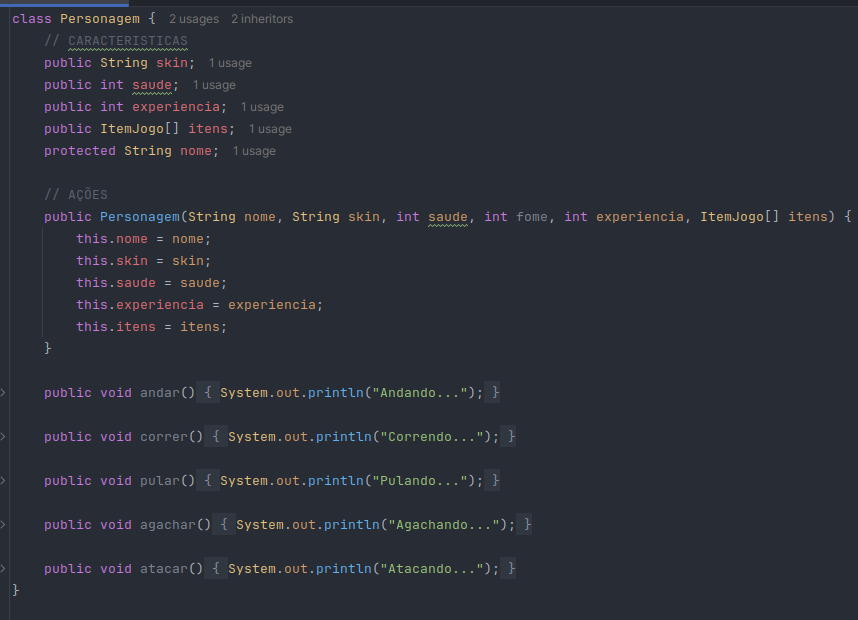 class Personagem {  2 usages  2 inheritors
    // CARACTERISTICAS
    public String skin;  1 usage
    public int saude;  1 usage
    public int experiencia;  1 usage
    public ItemJogo[] itens;  1 usage
    protected String nome;  1 usage
    // AÇÕES
    public Personagem(String nome, String skin, int saude, int fome, int experiencia, ItemJogo[] itens) {
        this.nome = nome;
        this.skin = skin;
        this.saude = saude;
        this.experiencia = experiencia;
        this.itens = itens;
    }
    public void andar() { System.out.println("Andando..."); }
    public void correr() { System.out.println("Correndo..."); }
    public void pular() { System.out.println("Pulando..."); }
    public void agachar() { System.out.println("Agachando..."); }
    public void atacar() { System.out.println("Atacando..."); }
}